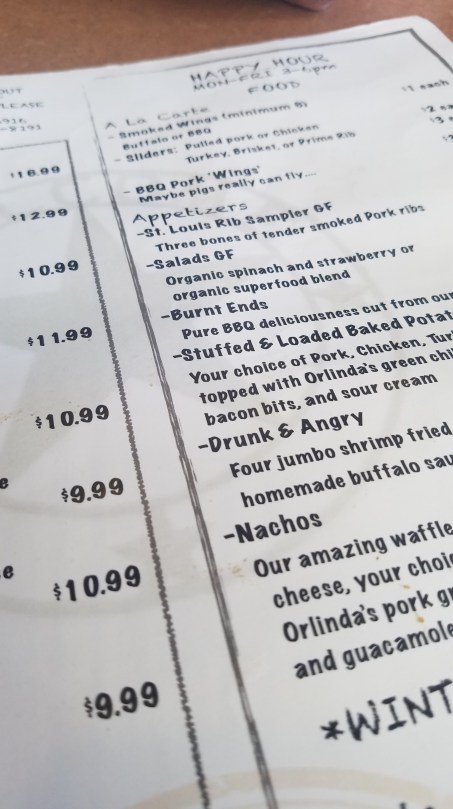 OUT
LEASE
-8191
$16.99
$12.99
$10.99
$11.99
$10.99
e
$9.99
e
$10.99
$9.99
HAPPY HOUR
MON-FRI 3-6pm
FOOD
A La Carte
$1 each
- Smoked Wings (minimum 5)
Buffalo or BBQ
- Sliders: Pulled pork or Chicken
Turkey, Brisket, or Prime Rib
- BBQ Pork 'Wings'
Maybe pigs really can fly—
Appetizers
-St. Louis Rib Sampler GF
Three bones of tender smoked Pork ribs
-Salads GF
Organic spinach and strawberry or
organic superfood blend
-Burnt Ends
Pure BBQ deliciousness cut from our
-Stuffed & Loaded Baked Potat
Your choice of Pork, Chicken, Tur
topped with Orlinda's green chi
bacon bits, and sour cream
-Drunk & Angry
Four jumbo shrimp fried
homemade buffalo sau
-Nachos
Our amazing waffle
cheese, your choi
Orlinda's pork gr
and guacamole
*WINT